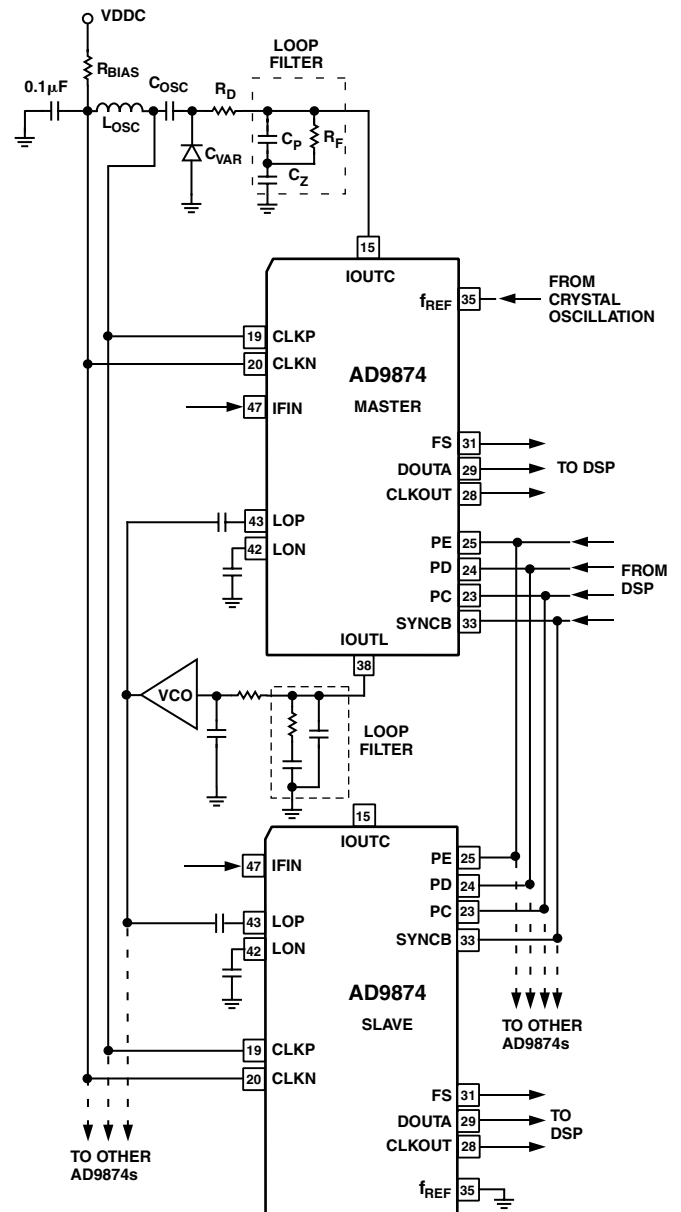 VDDC
R_BIAS
LOOP
FILTER
0.1μF
C_OSC
R_D
L_OSC
C_P
R_F
C_VAR
C_Z
15
IOUTC
f_REF 35
FROM
CRYSTAL
OSCILLATION
19 CLKP
20 CLKN
AD9874
MASTER
47 IFIN
FS 31
DOUTA 29 TO DSP
CLKOUT 28
43 LOP
42 LON
PE 25
PD 24
PC 23
SYNCB 33
FROM
DSP
IOUTL
38
VCO
LOOP
FILTER
15
IOUTC
47 IFIN
PE 25
PD 24
PC 23
SYNCB 33
43 LOP
42 LON
AD9874
SLAVE
TO OTHER
AD9874s
19 CLKP
20 CLKN
FS 31
DOUTA 29
CLKOUT 28
TO
DSP
TO OTHER
AD9874s
f_REF 35